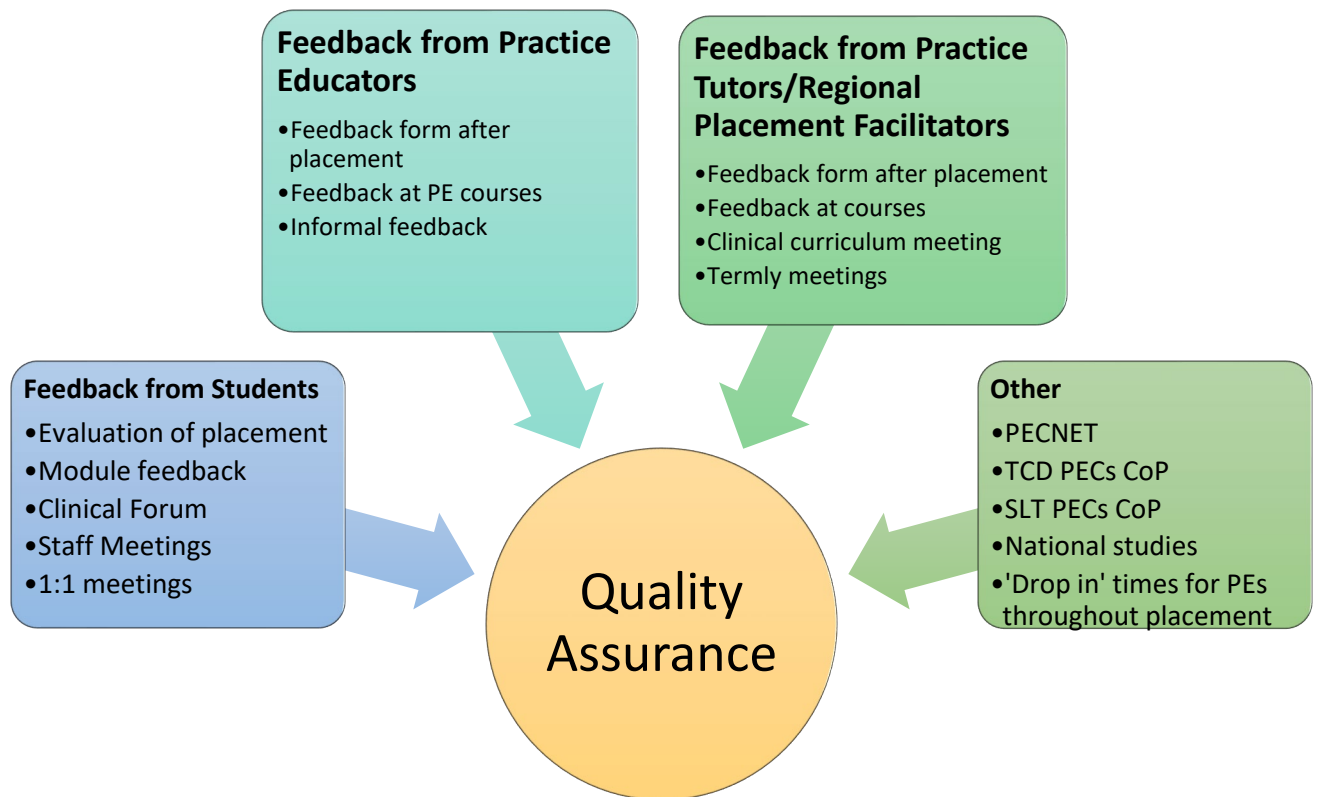 Feedback from Practice
Educators
•Feedback form after
placement
•Feedback at PE courses
•Informal feedback
Feedback from Practice
Tutors/Regional
Placement Facilitators
•Feedback form after placement
•Feedback at courses
•Clinical curriculum meeting
•Termly meetings
Feedback from Students
•Evaluation of placement
•Module feedback
•Clinical Forum
•Staff Meetings
•1:1 meetings
Other
•PECNET
•TCD PECs CoP
•SLT PECs CoP
•National studies
•'Drop in' times for PEs
throughout placement
Quality
Assurance